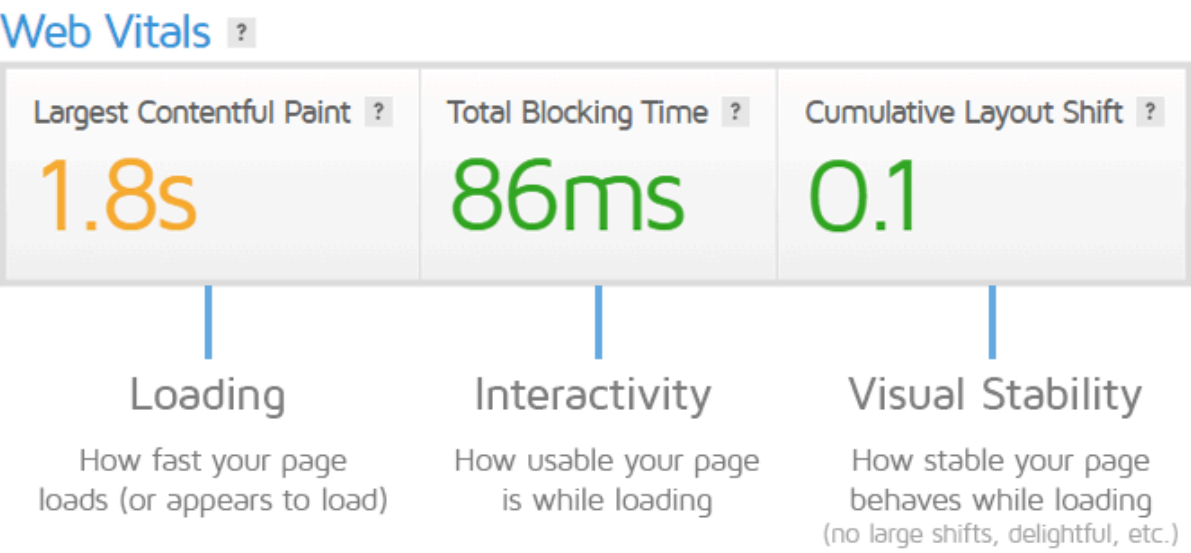 Web Vitals ?
Largest Contentful Paint ?
1.8s
Total Blocking Time ?
86ms
Cumulative Layout Shift ?
0.1
Loading
How fast your page
loads (or appears to load)
Interactivity
How usable your page
is while loading
Visual Stability
How stable your page
behaves while loading
(no large shifts, delightful, etc.)